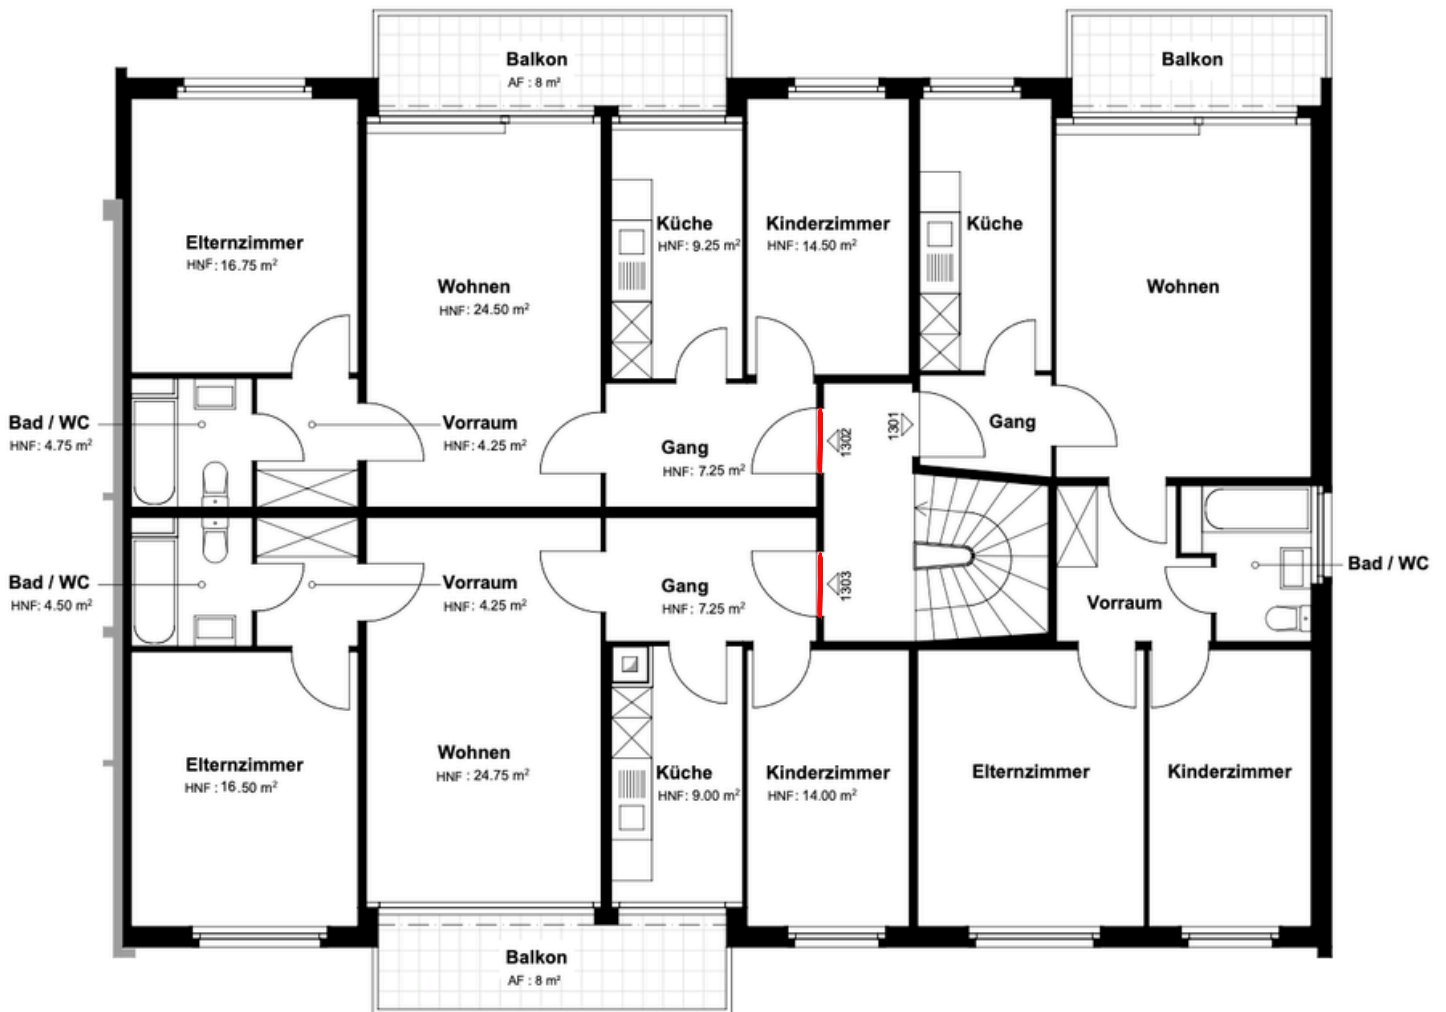 Balkon
AF : 8 m²
Balkon
Elternzimmer
HNF: 16.75 m²
Wohnen
HNF: 24.50 m²
Küche
HNF: 9.25 m²
Kinderzimmer
HNF: 14.50 m²
Küche
Wohnen
Bad / WC
HNF: 4.75 m²
Vorraum
HNF: 4.25 m²
Gang
HNF: 7.25 m²
1302
1301
Gang
Bad / WC
HNF: 4.50 m²
Vorraum
HNF: 4.25 m²
Gang
HNF: 7.25 m²
1303
Vorraum
Bad / WC
Elternzimmer
HNF : 16.50 m²
Wohnen
HNF : 24.75 m²
Küche
HNF: 9.00 m²
Kinderzimmer
HNF: 14.00 m²
Elternzimmer
Kinderzimmer
Balkon
AF : 8 m²